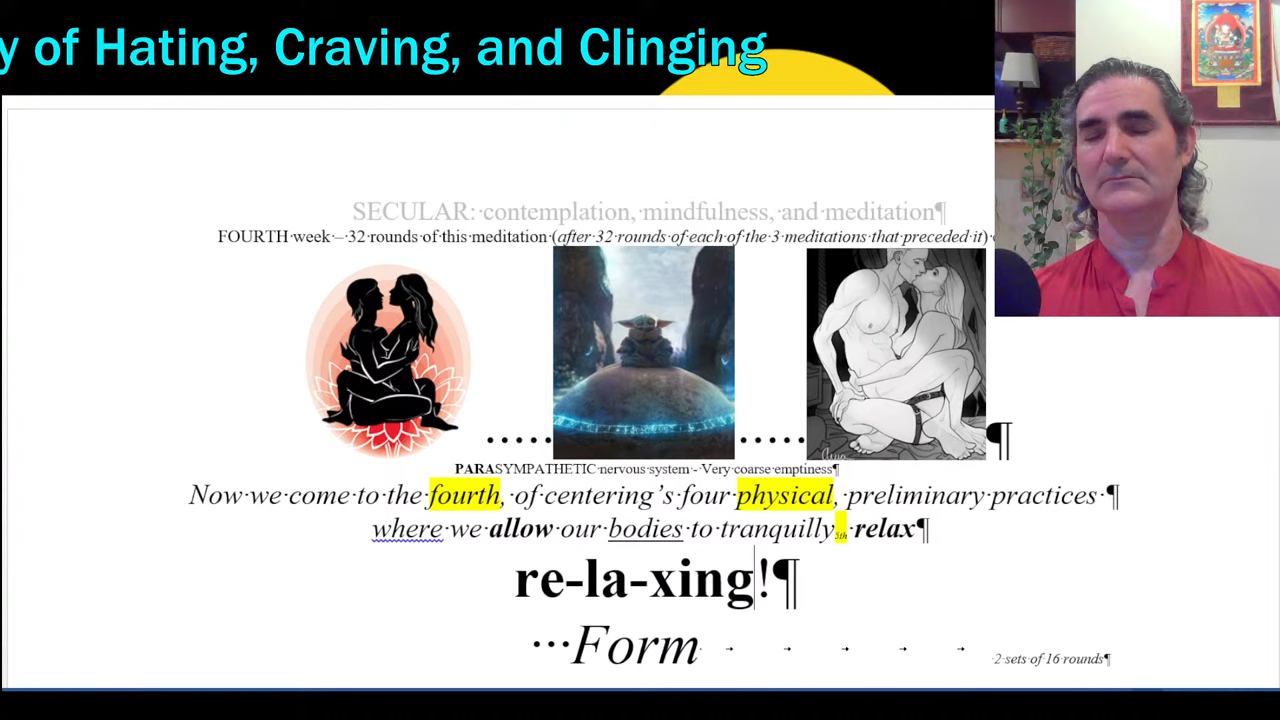 y of Hating, Craving, and Clinging
SECULAR: contemplation, mindfulness, and meditation¶
FOURTH week – 32 rounds of this meditation (after 32 rounds of each of the 3 meditations that preceded it)
.....
.....
¶
PARASYMPATHETIC nervous system - Very coarse emptiness¶
Now we come to the fourth, of centering’s four physical, preliminary practices ¶
where we allow our bodies to tranquilly 5th relax¶
re-la-xing!¶
...Form → → → → → 2 sets of 16 rounds¶